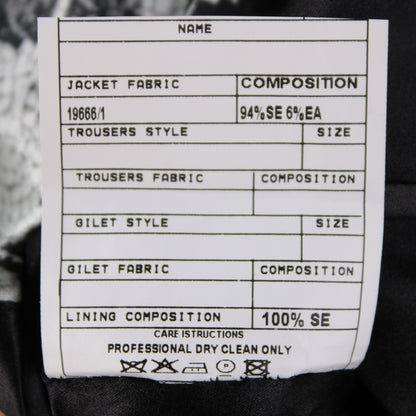 NAME
JACKET FABRIC COMPOSITION
19666/1 94%SE 6%EA
TROUSERS STYLE SIZE
TROUSERS FABRIC COMPOSITION
GILET STYLE SIZE
GILET FABRIC COMPOSITION
LINING COMPOSITION 100% SE
CARE ISTRUCTIONS
PROFESSIONAL DRY CLEAN ONLY
P